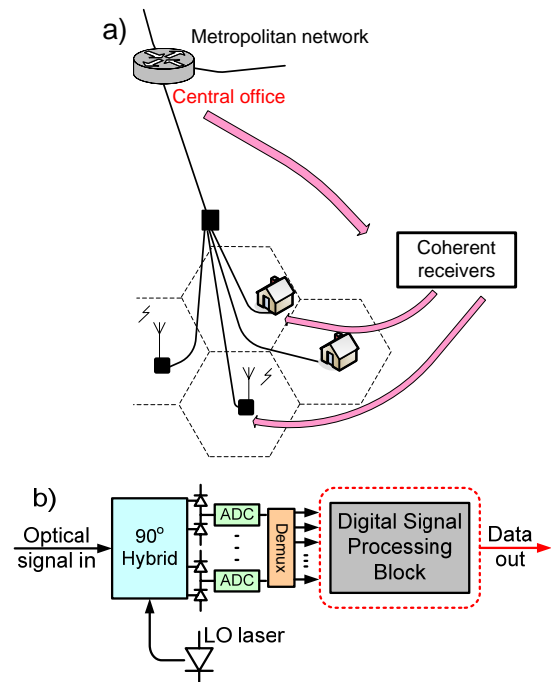 a)
Metropolitan network
Central office
Coherent
receivers
b)
Optical
signal in
90° 
Hybrid
ADC
ADC
Demux
Digital Signal
Processing
Block
Data
out
LO laser